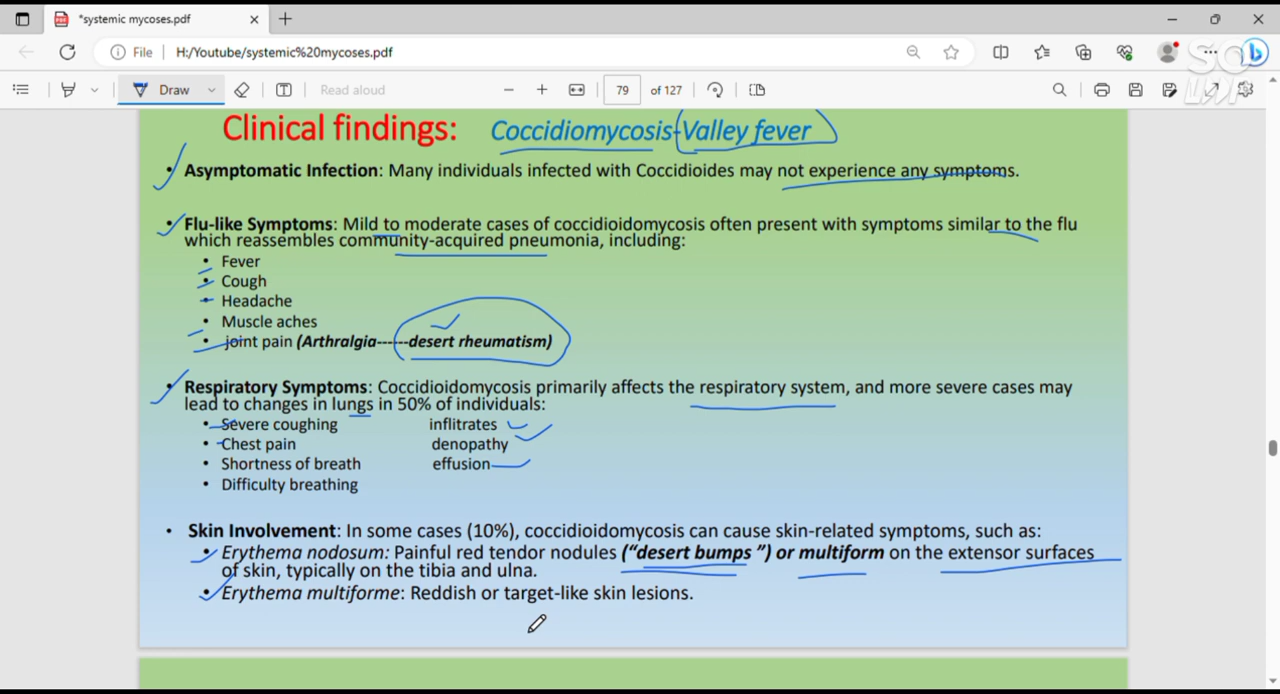 *systemic mycoses.pdf
File H:/Youtube/systemic%20mycoses.pdf
Draw Read aloud 79 of 127
Clinical findings: Coccidiomycosis-Valley fever
• Asymptomatic Infection: Many individuals infected with Coccidioides may not experience any symptoms.
• Flu-like Symptoms: Mild to moderate cases of coccidioidomycosis often present with symptoms similar to the flu
which reassembles community-acquired pneumonia, including:
• Fever
• Cough
• Headache
• Muscle aches
• joint pain (Arthralgia------desert rheumatism)
• Respiratory Symptoms: Coccidioidomycosis primarily affects the respiratory system, and more severe cases may
lead to changes in lungs in 50% of individuals:
• Severe coughing inflitrates
• Chest pain denopathy
• Shortness of breath effusion
• Difficulty breathing
• Skin Involvement: In some cases (10%), coccidioidomycosis can cause skin-related symptoms, such as:
• Erythema nodosum: Painful red tendor nodules (“desert bumps ”) or multiform on the extensor surfaces
of skin, typically on the tibia and ulna.
• Erythema multiforme: Reddish or target-like skin lesions.